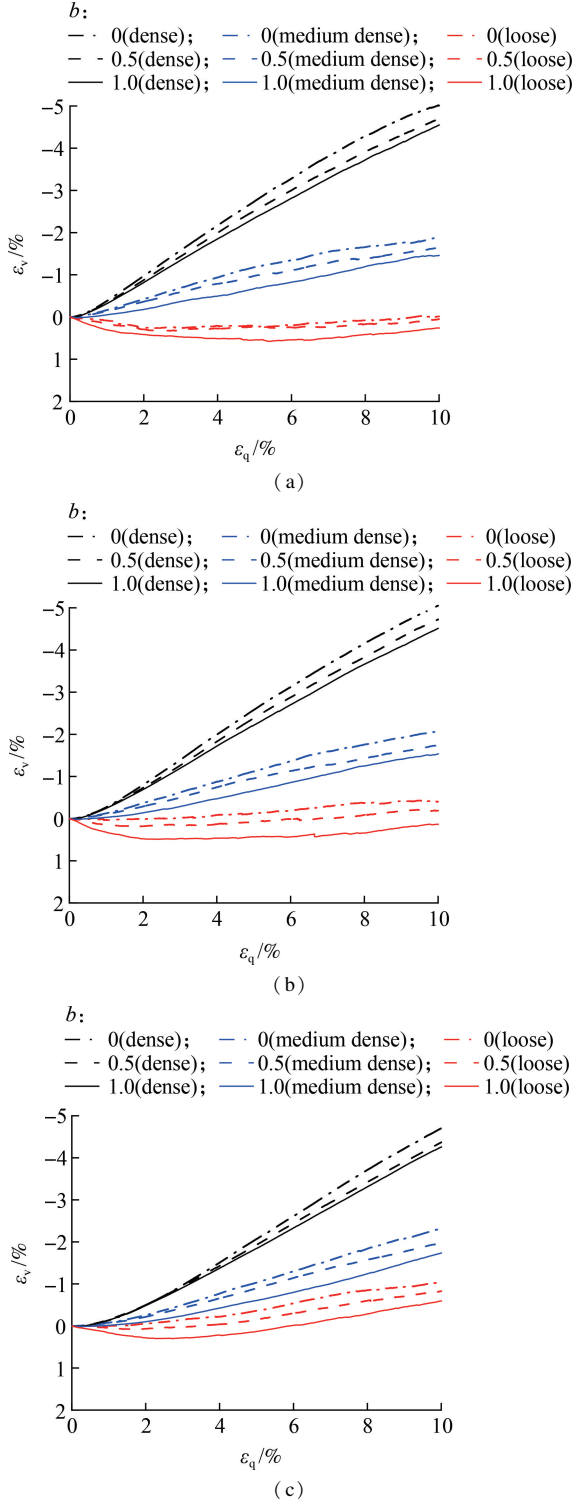 b:
0(dense); 0(medium dense); 0(loose)
0.5(dense); 0.5(medium dense); 0.5(loose)
1.0(dense); 1.0(medium dense); 1.0(loose)
−5
−4
−3
−2
−1
0
1
2
εv/%
0 2 4 6 8 10
εq/%
(a)
b:
0(dense); 0(medium dense); 0(loose)
0.5(dense); 0.5(medium dense); 0.5(loose)
1.0(dense); 1.0(medium dense); 1.0(loose)
−5
−4
−3
−2
−1
0
1
2
εv/%
0 2 4 6 8 10
εq/%
(b)
b:
0(dense); 0(medium dense); 0(loose)
0.5(dense); 0.5(medium dense); 0.5(loose)
1.0(dense); 1.0(medium dense); 1.0(loose)
−5
−4
−3
−2
−1
0
1
2
εv/%
0 2 4 6 8 10
εq/%
(c)